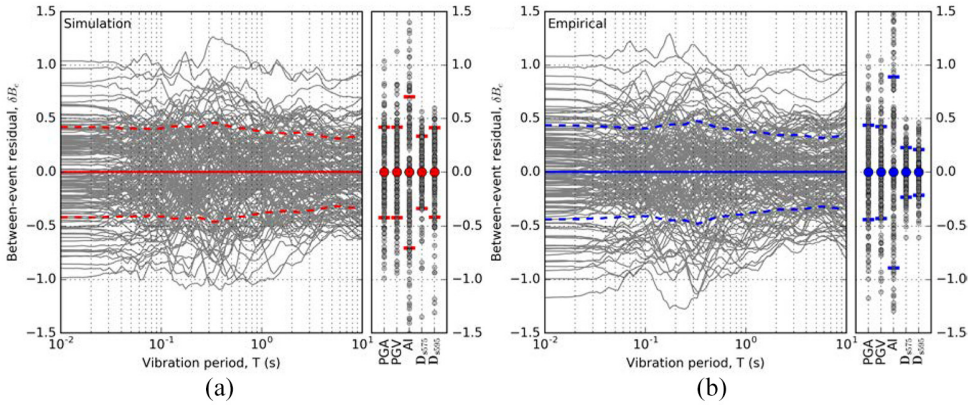 Simulation
Between-event residual, δB_e
1.5
1.0
0.5
0.0
−0.5
−1.0
−1.5
10^-2
10^-1
10^0
10^1
Vibration period, T (s)
1.5
1.0
0.5
0.0
−0.5
−1.0
−1.5
PGA
PGV
AI
D_s575
D_s595
(a)
Empirical
Between-event residual, δB_e
1.5
1.0
0.5
0.0
−0.5
−1.0
−1.5
10^-2
10^-1
10^0
10^1
Vibration period, T (s)
1.5
1.0
0.5
0.0
−0.5
−1.0
−1.5
PGA
PGV
AI
D_s575
D_s595
(b)